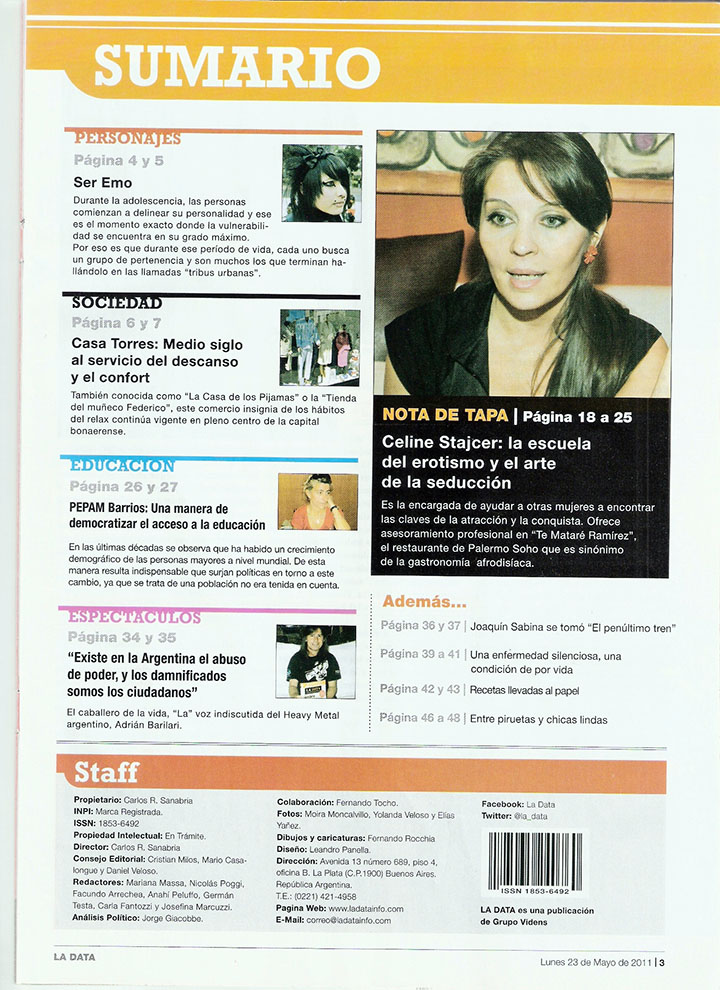 SUMARIO
PERSONAJES
Página 4 y 5
Ser Emo
Durante la adolescencia, las personas
comienzan a delinear su personalidad y ese
es el momento exacto donde la vulnerabili-
dad se encuentra en su grado máximo.
Por eso es que durante ese período de vida, cada uno busca
un grupo de pertenencia y son muchos los que terminan ha-
llándolo en las llamadas “tribus urbanas”.
SOCIEDAD
Página 6 y 7
Casa Torres: Medio siglo
al servicio del descanso
y el confort
También conocida como “La Casa de los Pijamas” o la “Tienda
del muñeco Federico”, este comercio insignia de los hábitos
del relax continúa vigente en pleno centro de la capital
bonaerense.
EDUCACIÓN
Página 26 y 27
PEPAM Barrios: Una manera de
democratizar el acceso a la educación
En las últimas décadas se observa que ha habido un crecimiento
demográfico de las personas mayores a nivel mundial. De esta
manera resulta indispensable que surjan políticas en torno a este
cambio, ya que se trata de una población no era tenida en cuenta.
ESPECTÁCULOS
Página 34 y 35
“Existe en la Argentina el abuso
de poder, y los damnificados
somos los ciudadanos”
El caballero de la vida, “La” voz indiscutida del Heavy Metal
argentino, Adrián Barilari.
NOTA DE TAPA | Página 18 a 25
Celine Stajcer: la escuela
del erotismo y el arte
de la seducción
Es la encargada de ayudar a otras mujeres a encontrar
las claves de la atracción y la conquista. Ofrece
asesoramiento profesional en “Te Mataré Ramírez”,
el restaurante de Palermo Soho que es sinónimo
de la gastronomía afrodisíaca.
Además...
Página 36 y 37 | Joaquín Sabina se tomó “El penúltimo tren”
Página 39 a 41 | Una enfermedad silenciosa, una
condición de por vida
Página 42 y 43 | Recetas llevadas al papel
Página 46 a 48 | Entre piruetas y chicas lindas
Staff
Propietario: Carlos R. Sanabria
INPI: Marca Registrada.
ISSN: 1853-6492
Propiedad Intelectual: En Trámite.
Director: Carlos R. Sanabria
Consejo Editorial: Cristian Milos, Mario Casa-
longue y Daniel Veloso.
Redactores: Mariana Massa, Nicolás Poggi,
Facundo Arrechea, Anahí Peluffo, Germán
Testa, Carla Fantozzi y Josefina Marcuzzi.
Análisis Político: Jorge Giacobbe.
Colaboración: Fernando Tocho.
Fotos: Moira Moncalvillo, Yolanda Veloso y Elías
Yañez.
Dibujos y caricaturas: Fernando Rocchia
Diseño: Leandro Panella.
Dirección: Avenida 13 número 689, piso 4,
oficina B. La Plata (C.P.1900) Buenos Aires.
República Argentina.
T.E.: (0221) 421-4958
Pagina Web: www.ladatainfo.com
E-Mail: correo@ladatainfo.com
Facebook: La Data
Twitter: @la_data
ISSN 1853-6492
LA DATA es una publicación
de Grupo Videns
LA DATA
Lunes 23 de Mayo de 2011 | 3